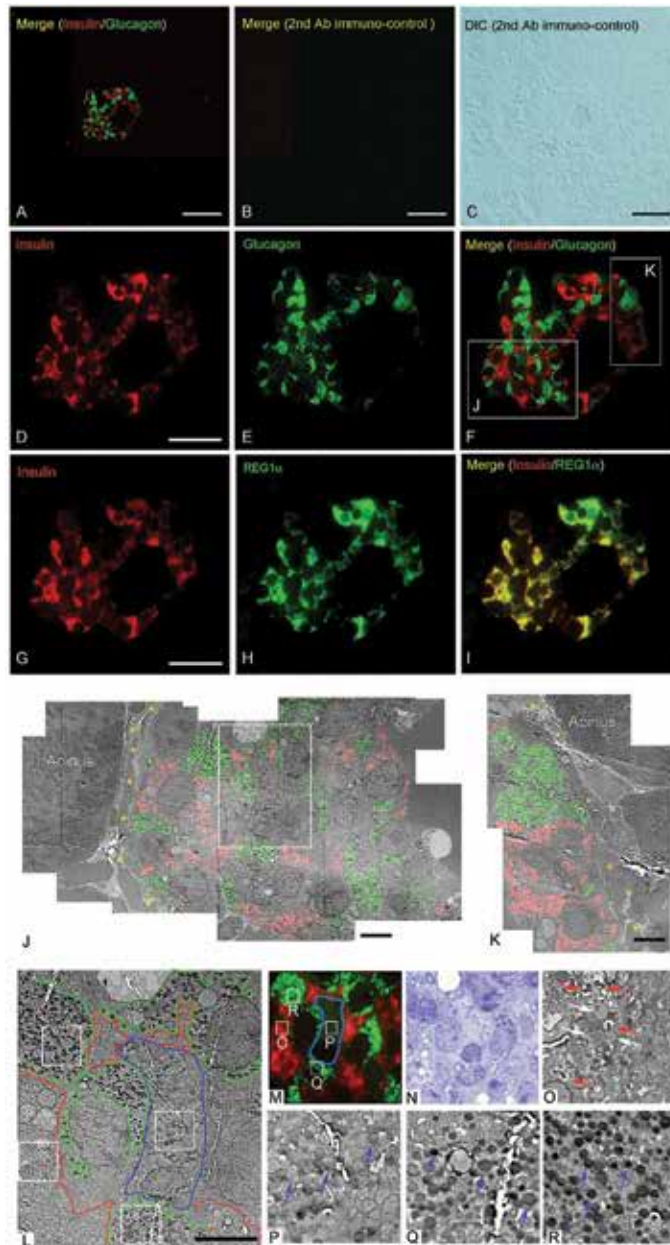 Merge (Insulin/Glucagon)
Merge (2nd Ab immuno-control )
DIC (2nd Ab immuno-control)
A
B
C
Insulin
Glucagon
Merge (Insulin/Glucagon)
K
J
D
E
F
Insulin
REG1α
Merge (Insulin/REG1α)
G
H
I
Acinus
Acinus
J
K
R
O
P
Q
L
M
N
O
P
Q
R